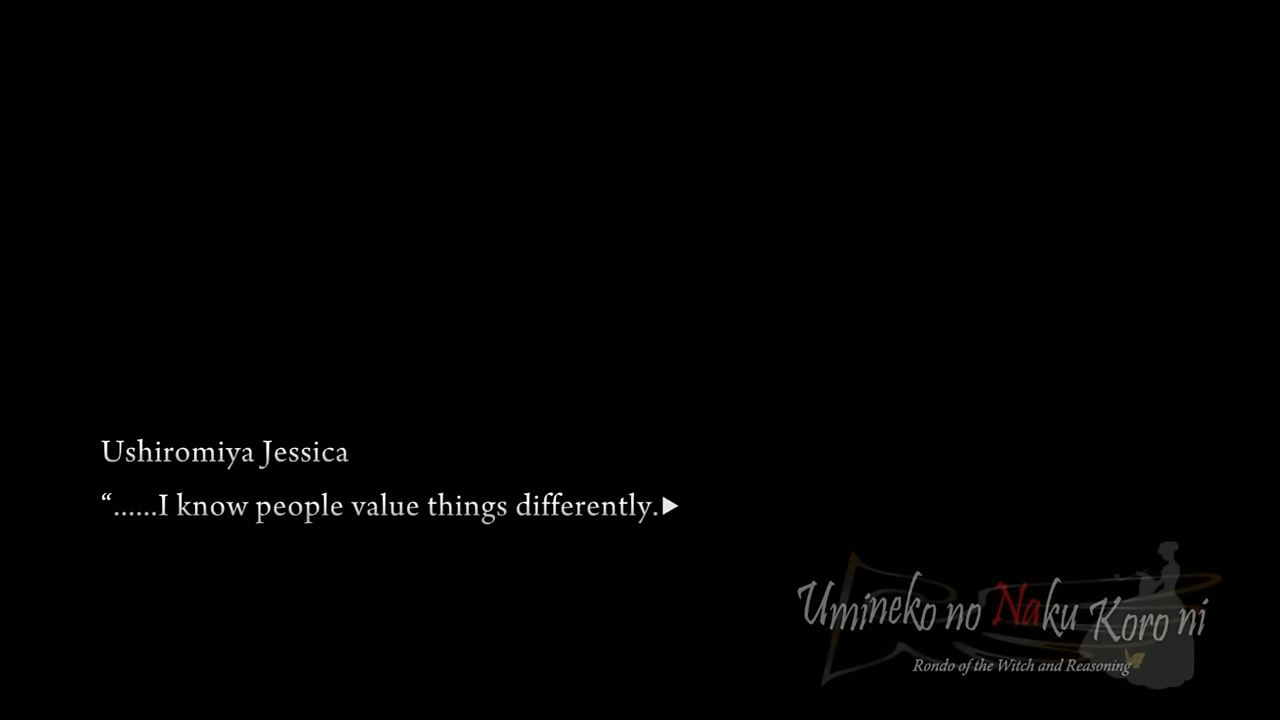 Ushiromiya Jessica
“......I know people value things differently.
Umineko no Naku Koro ni
Rondo of the Witch and Reasoning